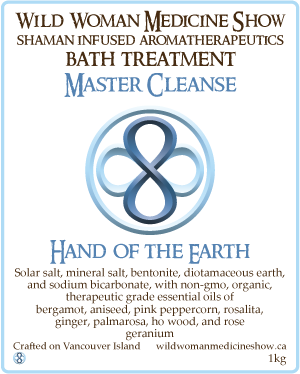 Wild Woman Medicine Show
Shaman Infused Aromatherapeutics
Bath Treatment
Master Cleanse
Hand of the Earth
Solar salt, mineral salt, bentonite, diotamaceous earth,
and sodium bicarbonate, with non-gmo, organic,
therapeutic grade essential oils of
bergamot, aniseed, pink peppercorn, rosalita,
ginger, palmarosa, ho wood, and rose
geranium
Crafted on Vancouver Island wildwomanmedicineshow.ca
1kg